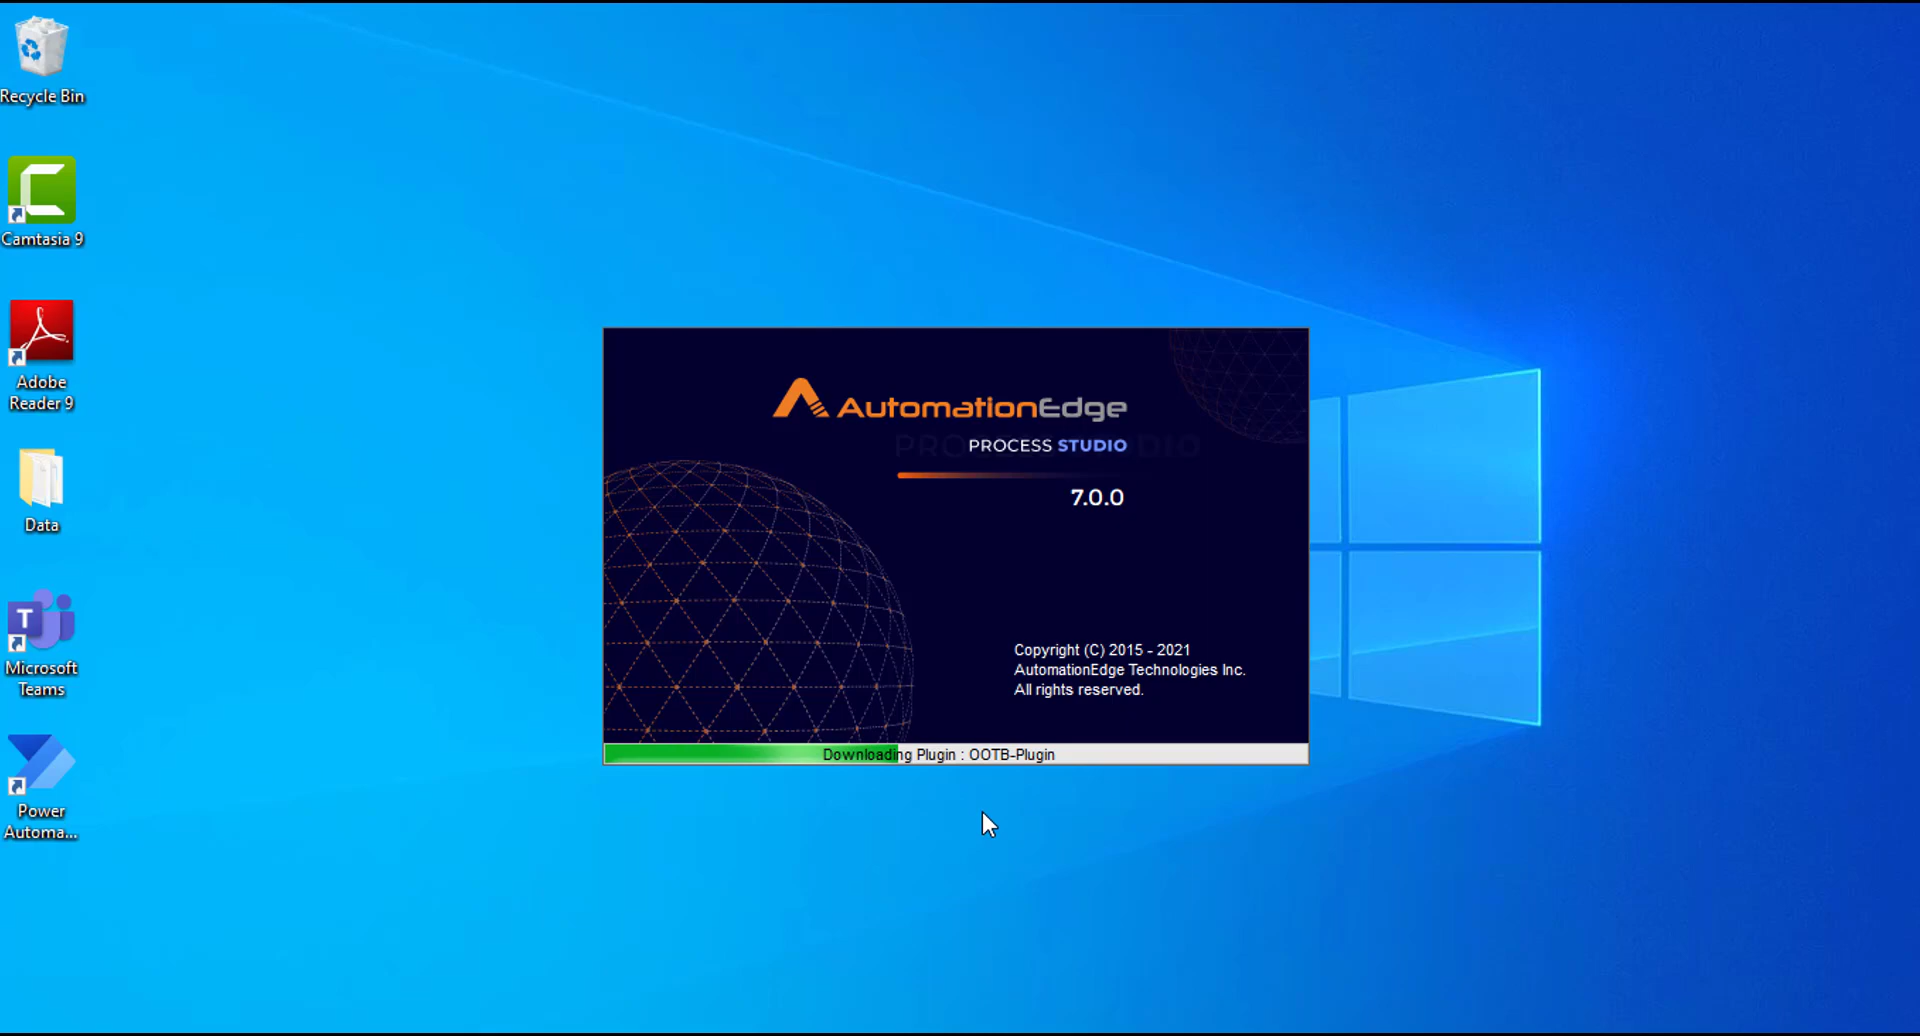 Recycle Bin
Camtasia 9
Adobe
Reader 9
Data
Microsoft
Teams
Power
Automa...
AutomationEdge
PROCESS STUDIO
7.0.0
Copyright (C) 2015 - 2021
AutomationEdge Technologies Inc.
All rights reserved.
Downloading Plugin : OOTB-Plugin